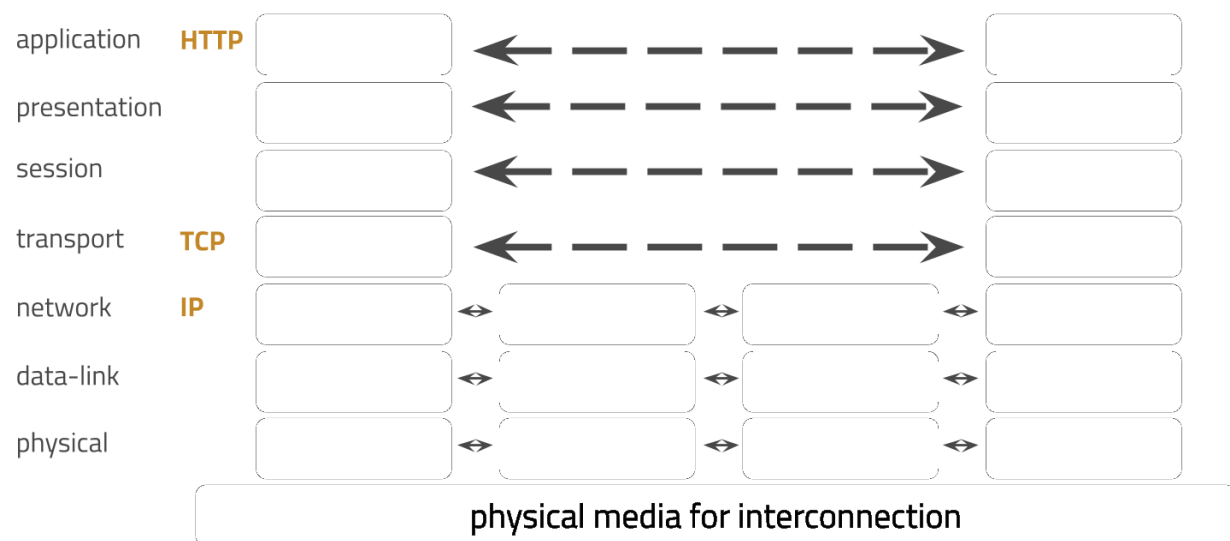 application HTTP
presentation
session
transport TCP
network IP
data-link
physical
physical media for interconnection